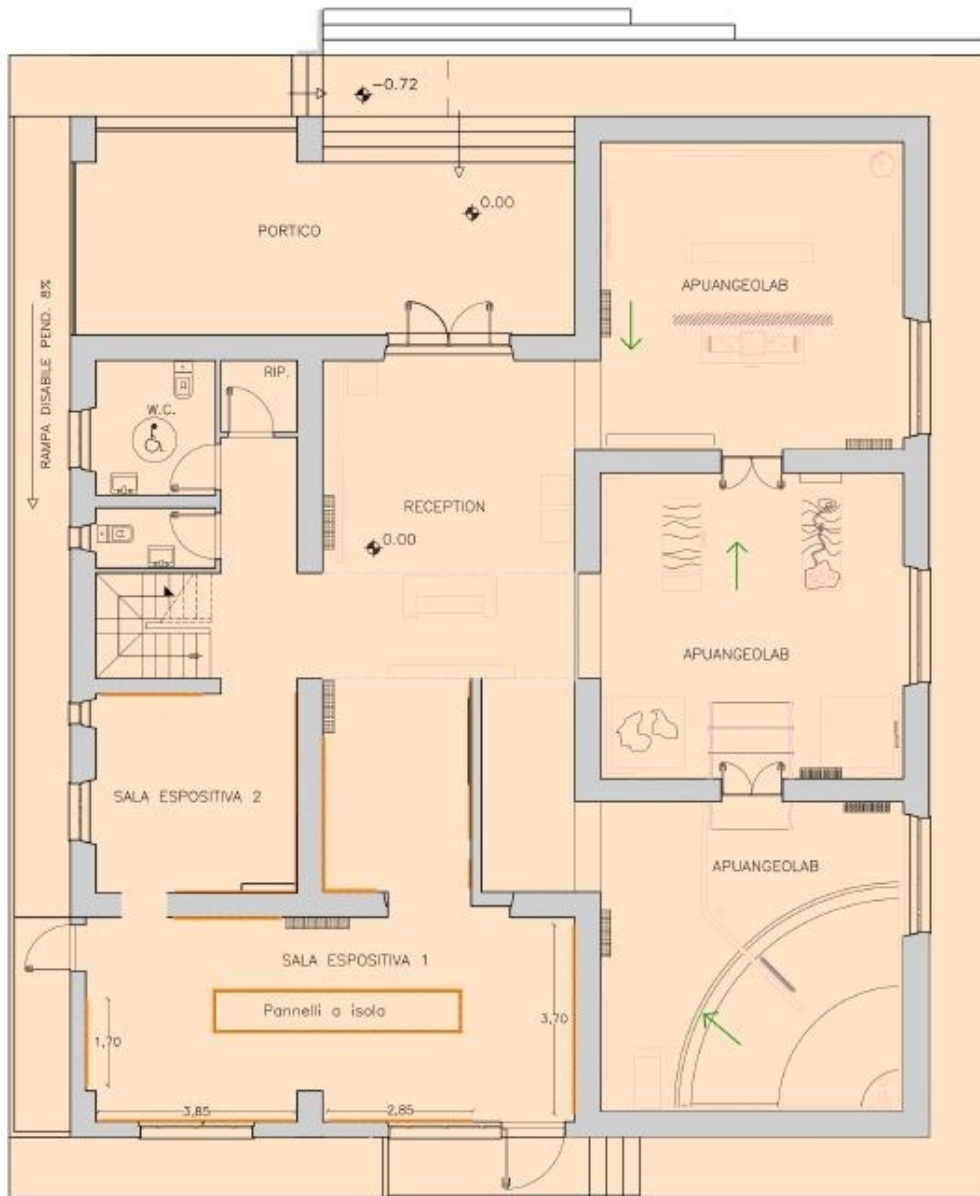 -0.72
0.00
PORTICO
APUANGEOLAB
RAMPA DISABILE PEND. 8%
RIP.
W.C.
RECEPTION
0.00
APUANGEOLAB
SALA ESPOSITIVA 2
APUANGEOLAB
SALA ESPOSITIVA 1
Pannelli a isola
3,70
1,70
3,85
2,85